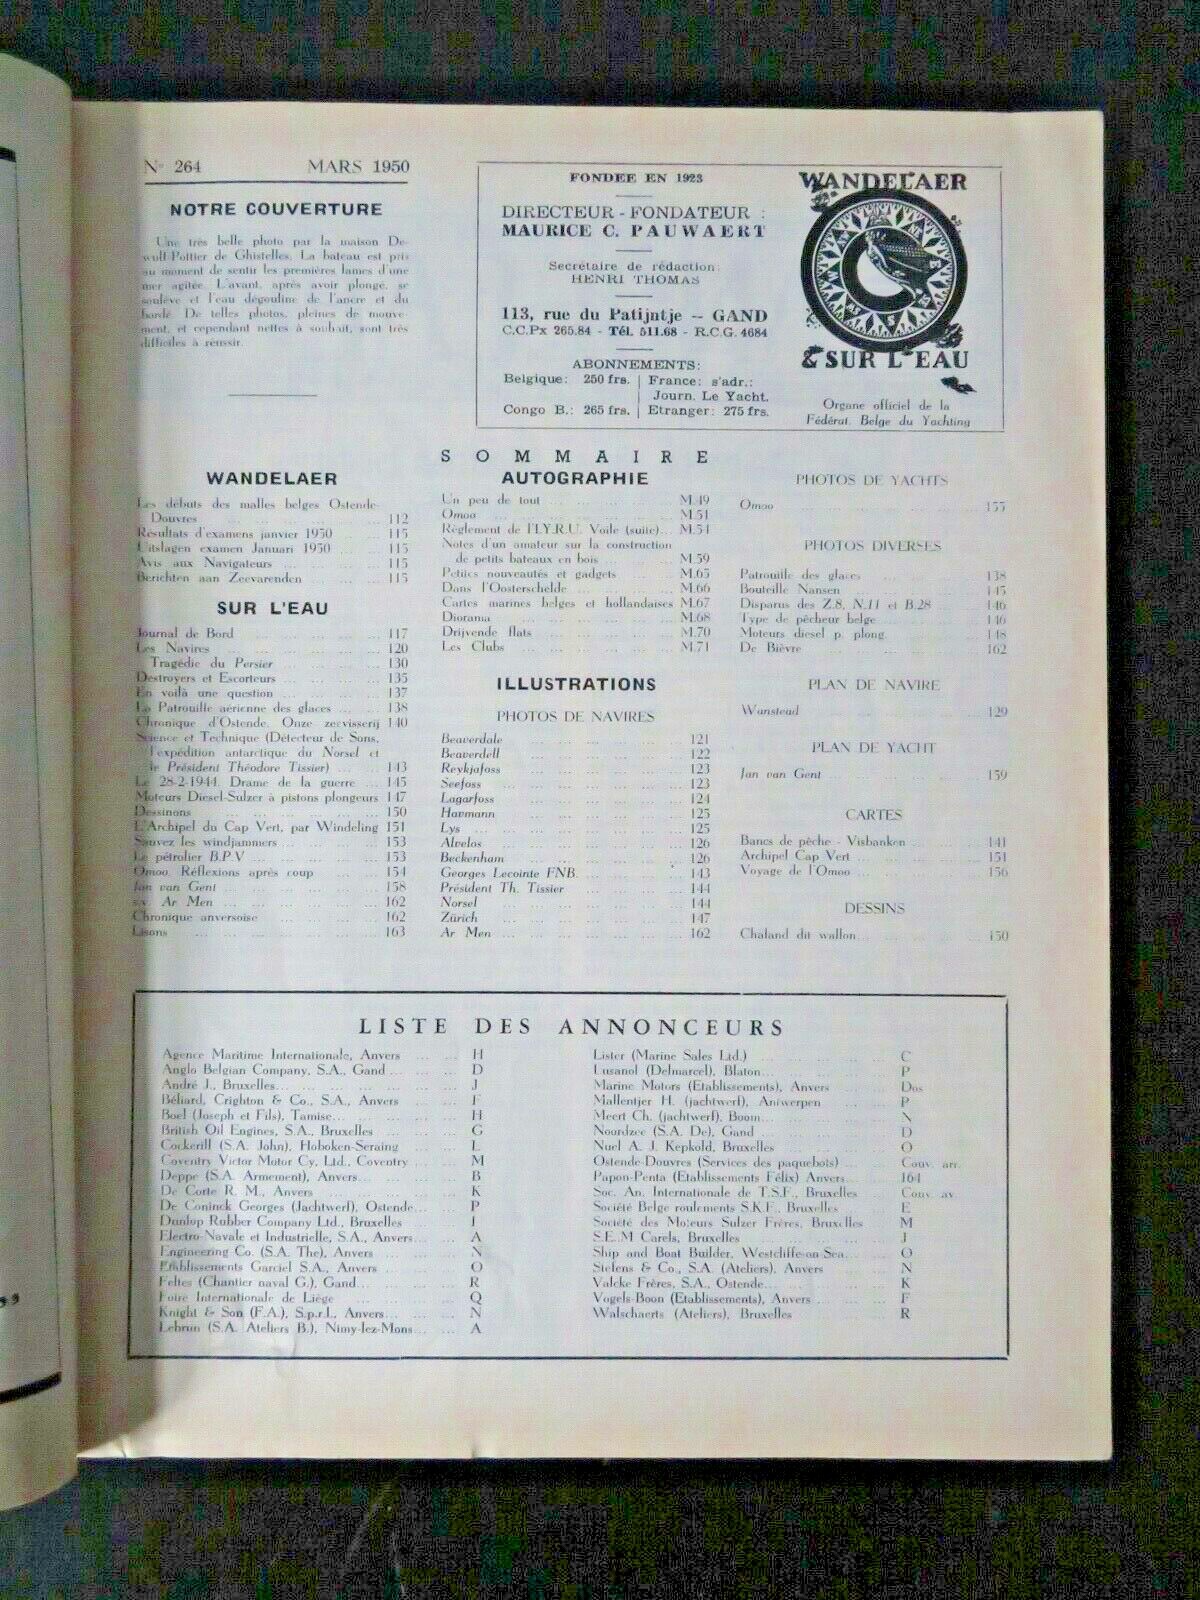 N° 264 MARS 1950
NOTRE COUVERTURE
Une très belle photo par la maison De-
wulf-Pottier de Ghistelles. La bateau est pris
au moment de sentir les premières lames d'une
mer agitée. L'avant, après avoir plongé, se
soulève et l'eau dégouline de l'ancre et du
bordé. De telles photos, pleines de mouve-
ment, et cependant nettes à souhait, sont très
difficiles à réussir.
FONDEE EN 1923
DIRECTEUR - FONDATEUR :
MAURICE C. PAUWAERT
Secrétaire de rédaction:
HENRI THOMAS
113, rue du Patijntje — GAND
C.C.Px 265.84 - Tél. 511.68 - R.C.G. 4684
ABONNEMENTS:
Belgique: 250 frs. | France: s'adr.:
Journ. Le Yacht.
Congo B.: 265 frs. | Etranger: 275 frs.
WANDELAER
& SUR L'EAU
Organe officiel de la
Fédérat. Belge du Yachting
SOMMAIRE
WANDELAER
Les débuts des malles belges Ostende-
Douvres ... 112
Résultats d'examens janvier 1950 ... 115
Uitslagen examen Januari 1950 ... 115
Avis aux Navigateurs ... 115
Berichten aan Zeevarenden ... 115
SUR L'EAU
Journal de Bord ... 117
Les Navires ... 120
Tragédie du Persier ... 130
Destroyers et Escorteurs ... 135
En voilà une question ... 137
La Patrouille aérienne des glaces ... 138
Chronique d'Ostende. Onze zeevisserij 140
Science et Technique (Détecteur de Sons,
l'expédition antarctique du Norsel et
le Président Théodore Tissier) ... 143
Le 28-2-1944. Drame de la guerre ... 145
Moteurs Diesel-Sulzer à pistons plongeurs 147
Dessinons ... 150
L'Archipel du Cap Vert, par Windeling 151
Sauvez les windjammers ... 153
Le pétrolier B.P.V ... 153
Omoo. Réflexions après coup ... 154
Jan van Gent ... 158
s.v. Ar Men ... 162
Chronique anversoise ... 162
Lisons ... 163
AUTOGRAPHIE
Un peu de tout ... M.49
Omoo ... M.51
Règlement de l'I.Y.R.U. Voile (suite)... M.54
Notes d'un amateur sur la construction
de petits bateaux en bois ... M.59
Petites nouveautés et gadgets ... M.65
Dans l'Oosterschelde ... M.66
Cartes marines belges et hollandaises M.67
Diorama ... M.68
Drijvende flats ... M.70
Les Clubs ... M.71
ILLUSTRATIONS
PHOTOS DE NAVIRES
Beaverdale ... 121
Beaverdell ... 122
Reykjafoss ... 123
Seefoss ... 123
Lagarfoss ... 124
Havmann ... 125
Lys ... 125
Alvelos ... 126
Beckenham ... 126
Georges Lecointe FNB. ... 143
Président Th. Tissier ... 144
Norsel ... 144
Zürich ... 147
Ar Men ... 162
PHOTOS DE YACHTS
Omoo ... 155
PHOTOS DIVERSES
Patrouille des glaces ... 138
Bouteille Nansen ... 145
Disparus des Z.8, N.11 et B.28 ... 146
Type de pêcheur belge ... 146
Moteurs diesel p. plong. ... 148
De Bièvre ... 162
PLAN DE NAVIRE
Wanstead ... 129
PLAN DE YACHT
Jan van Gent ... 159
CARTES
Bancs de pêche - Visbanken ... 141
Archipel Cap Vert ... 151
Voyage de l'Omoo ... 156
DESSINS
Chaland dit wallon ... 150
LISTE DES ANNONCEURS
Agence Maritime Internationale, Anvers ... H
Anglo Belgian Company, S.A., Gand ... D
André J., Bruxelles ... J
Béliard, Crighton & Co., S.A., Anvers ... F
Boel (Joseph et Fils), Tamise ... H
British Oil Engines, S.A., Bruxelles ... G
Cockerill (S.A. John), Hoboken-Seraing L
Coventry Victor Motor Cy, Ltd., Coventry ... M
Deppe (S.A. Armement), Anvers ... B
De Corte R. M., Anvers ... K
De Coninck Georges (Jachtwerf), Ostende ... P
Dunlop Rubber Company Ltd., Bruxelles ... I
Electro-Navale et Industrielle, S.A., Anvers ... A
Engineering Co. (S.A. The), Anvers ... N
Etablissements Garciel S.A., Anvers ... O
Feltes (Chantier naval G.), Gand ... R
Foire Internationale de Liège ... Q
Knight & Son (F.A.), S.p.r.l., Anvers ... N
Lebrun (S.A. Ateliers B.), Nimy-lez-Mons ... A
Lister (Marine Sales Ltd.) ... C
Lusanol (Delmarcel), Blaton ... P
Marine Motors (Etablissements), Anvers Dos
Mallentjer H. (jachtwerf), Antwerpen ... P
Meert Ch. (jachtwerf), Boom ... N
Noordzee (S.A. De), Gand ... D
Nuel A. J. Kepkold, Bruxelles ... O
Ostende-Douvres (Services des paquebots) ... Couv. arr.
Papon-Penta (Etablissements Félix) Anvers ... 164
Soc. An. Internationale de T.S.F., Bruxelles Couv. av.
Société Belge roulements S.K.F., Bruxelles E
Société des Moteurs Sulzer Frères, Bruxelles M
S.E..M Carels, Bruxelles ... J
Ship and Boat Builder, Westcliffe-on-Sea ... O
Stefens & Co., S.A. (Ateliers), Anvers ... N
Valcke Frères, S.A., Ostende ... K
Vogels-Boon (Etablissements), Anvers ... F
Walschaerts (Ateliers), Bruxelles ... R